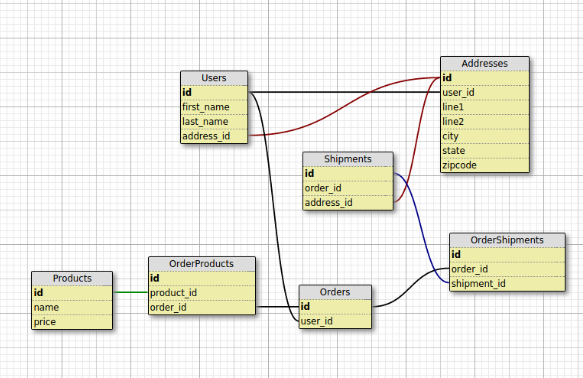 Addresses
id
user_id
line1
line2
city
state
zipcode
Users
id
first_name
last_name
address_id
Shipments
id
order_id
address_id
OrderShipments
id
order_id
shipment_id
OrderProducts
id
product_id
order_id
Products
id
name
price
Orders
id
user_id